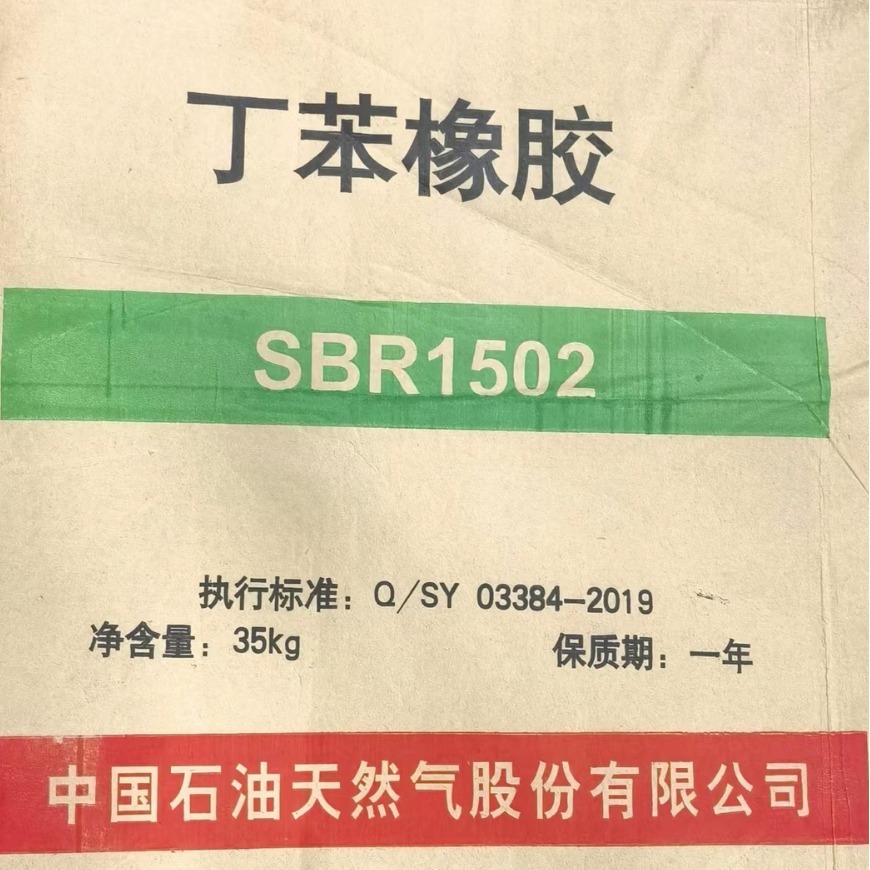 丁苯橡胶
SBR1502
执行标准：Q/SY 03384-2019
净含量：35kg 保质期：一年
中国石油天然气股份有限公司